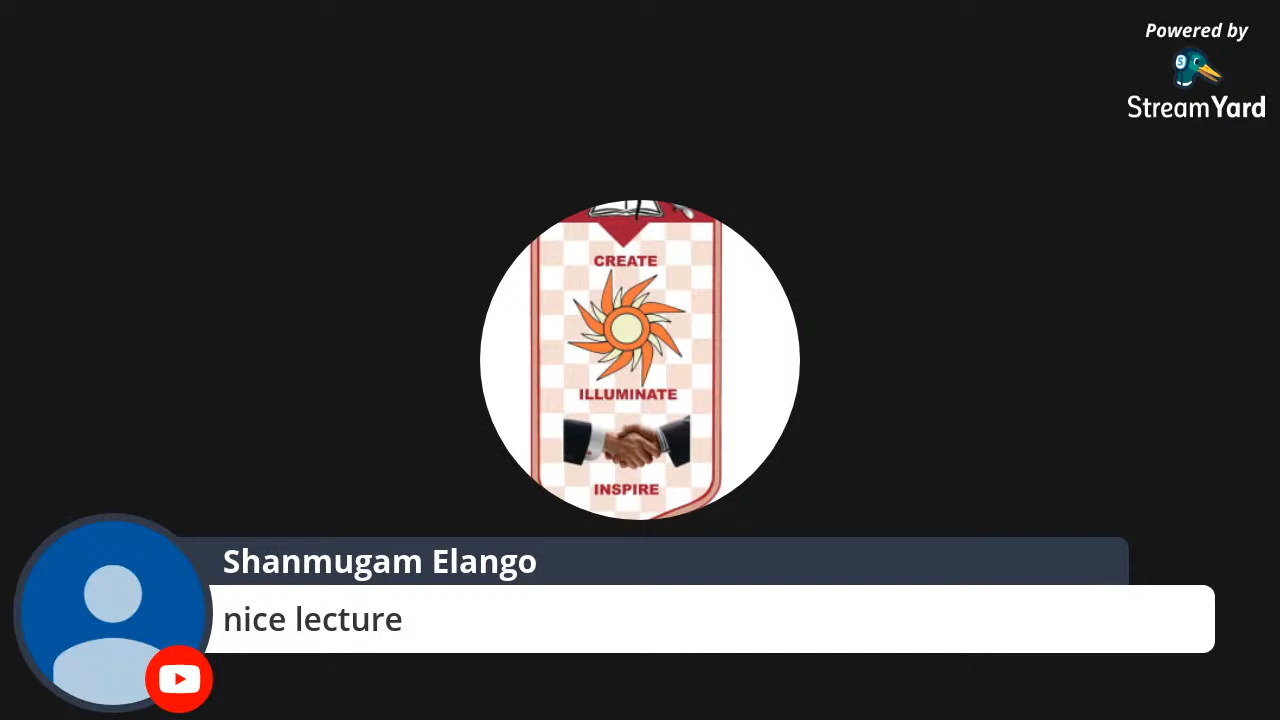 Powered by
StreamYard
CREATE
ILLUMINATE
INSPIRE
Shanmugam Elango
nice lecture